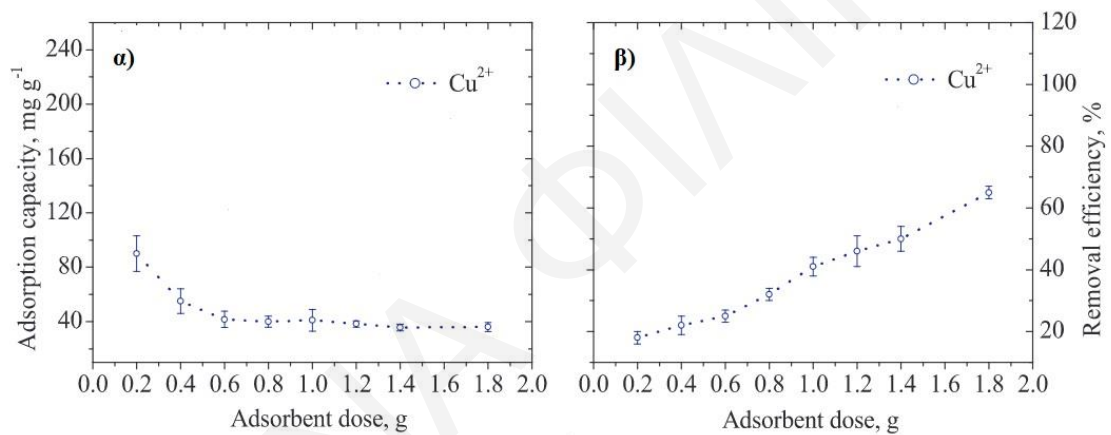 α)
Cu2+
Adsorption capacity, mg g-1
240
200
160
120
80
40
0.0 0.2 0.4 0.6 0.8 1.0 1.2 1.4 1.6 1.8 2.0
Adsorbent dose, g
β)
Cu2+
120
100
80
60
40
20
Removal efficiency, %
0.0 0.2 0.4 0.6 0.8 1.0 1.2 1.4 1.6 1.8 2.0
Adsorbent dose, g